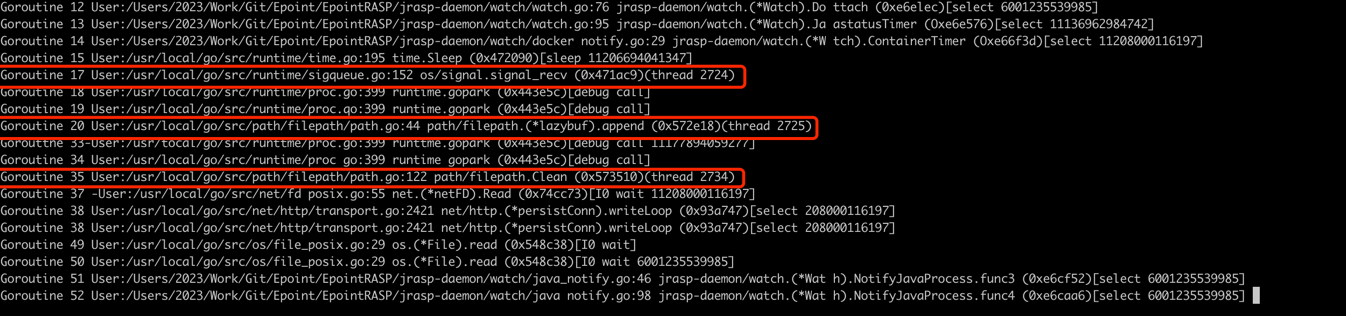 Goroutine 12 User:/Users/2023/Work/Git/Epoint/EpointRASP/jrasp-daemon/watch/watch.go:76 jrasp-daemon/watch.(*Watch).Do ttach (0xe6elec)[select 6001235539985]
Goroutine 13 User:/Users/2023/Work/Git/Epoint/EpointRASP/jrasp-daemon/watch/watch.go:95 jrasp-daemon/watch.(*Watch).Ja astatusTimer (Oxe6e576)[select 11136962984742]
Goroutine 14 User:/Users/2023/Work/Git/Epoint/EpointRASP/jrasp-daemon/watch/docker notify.go:29 jrasp-daemon/watch.(*W tch).ContainerTimer (Oxe66f3d)[select 11208000116197]
Goroutine 15 User:/usr/local/go/src/runtime/time.go:195 time.Sleep (0x472090)[sleep 11206694041347]
Goroutine 17 User:/usr/local/go/src/runtime/sigqueue.go:152 os/signal.signal_recv (0x471ac9)(thread 2724)
Goroutine 18 User:/usr/local/go/src/runtime/proc.go:399 runtime.gopark (0x443e5c)[debug call]
Goroutine 19 User:/usr/local/go/src/runtime/proc.qo:399 runtime.gopark (0x443e5c)[debug call]
Goroutine 20 User:/usr/local/go/src/path/filepath/path.go:44 path/filepath.(*lazybuf).append (0x572e18)(thread 2725)
Goroutine 33-User:/usr/local/go/src/runtime/proc.go:399 runtime.gopark (0x443e5c)[debug call 11177894059277]
Goroutine 34 User:/usr/local/go/src/runtime/proc go:399 runtime gopark (0x443e5c)[debug call]
Goroutine 35 User:/usr/local/go/src/path/filepath/path.go:122 path/filepath.Clean (0x573510)(thread 2734)
Goroutine 37 -User:/usr/local/go/src/net/fd posix.go:55 net.(*netFD).Read (0x74cc73)[I0 wait 11208000116197]
Goroutine 38 User:/usr/local/go/src/net/http/transport.go:2421 net/http.(*persistConn).writeLoop (0x93a747)[select 208000116197]
Goroutine 38 User:/usr/local/go/src/net/http/transport.go:2421 net/http.(*persistConn).writeLoop (0x93a747)[select 208000116197]
Goroutine 49 User:/usr/local/go/src/os/file_posix.go:29 os.(*File).read (0x548c38)[I0 wait]
Goroutine 50 User:/usr/local/go/src/os/file_posix.go:29 os.(*File).read (0x548c38)[I0 wait 6001235539985]
Goroutine 51 User:/Users/2023/Work/Git/Epoint/EpointRASP/jrasp-daemon/watch/java_notify.go:46 jrasp-daemon/watch.(*Wat h).NotifyJavaProcess.func3 (0xe6cf52)[select 6001235539985]
Goroutine 52 User:/Users/2023/Work/Git/Epoint/EpointRASP/jrasp-daemon/watch/java notify.go:98 jrasp-daemon/watch.(*Wat h).NotifyJavaProcess.func4 (0xe6caa6)[select 6001235539985]